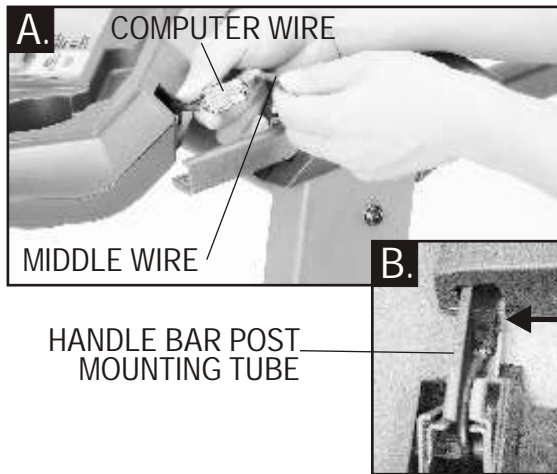 A.
COMPUTER WIRE
MIDDLE WIRE
B.
HANDLE BAR POST
MOUNTING TUBE